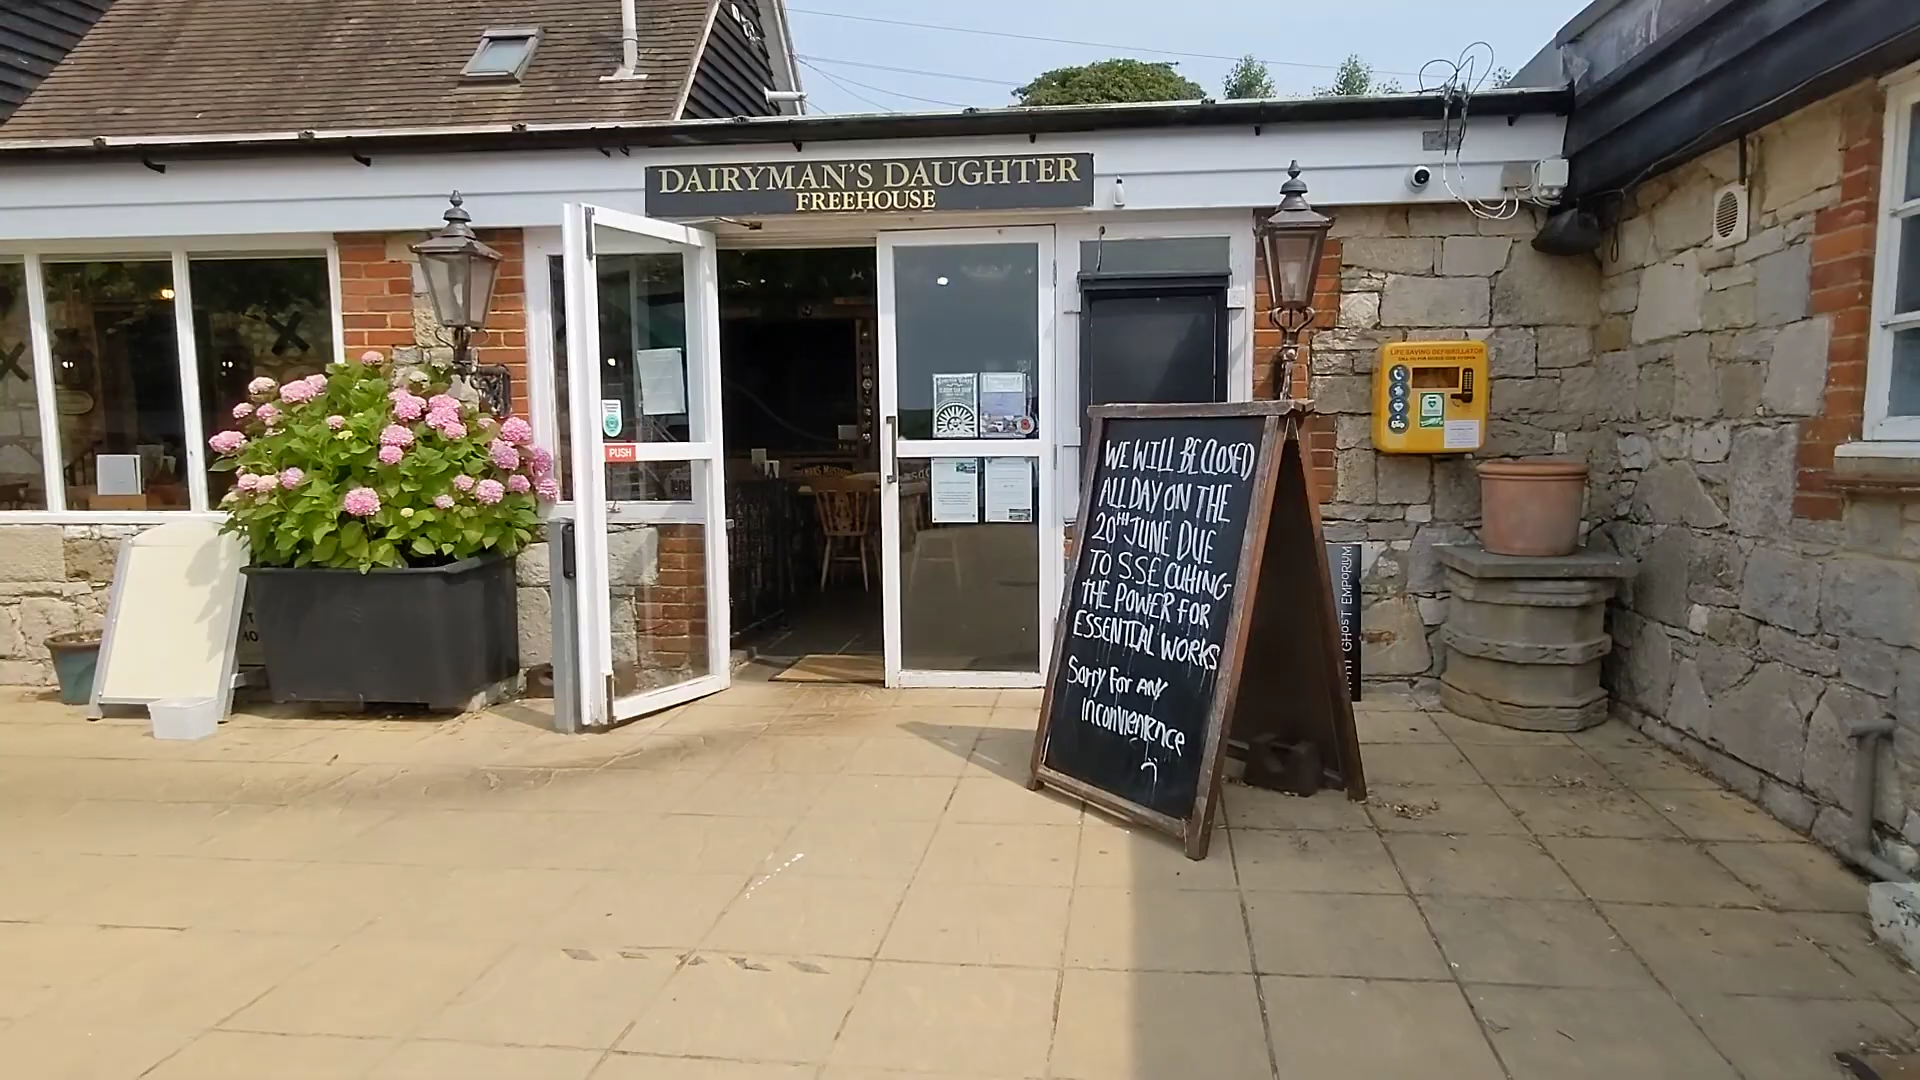 DAIRYMAN'S DAUGHTER
FREEHOUSE
PUSH
LIFE SAVING DEFIBRILLATOR
WE WILL BE CLOSED
ALL DAY ON THE
20TH JUNE DUE
TO S.S.E CUTTING
THE POWER FOR
ESSENTIAL WORKS
Sorry For ANY
inconvienience
GHOST EMPORIUM